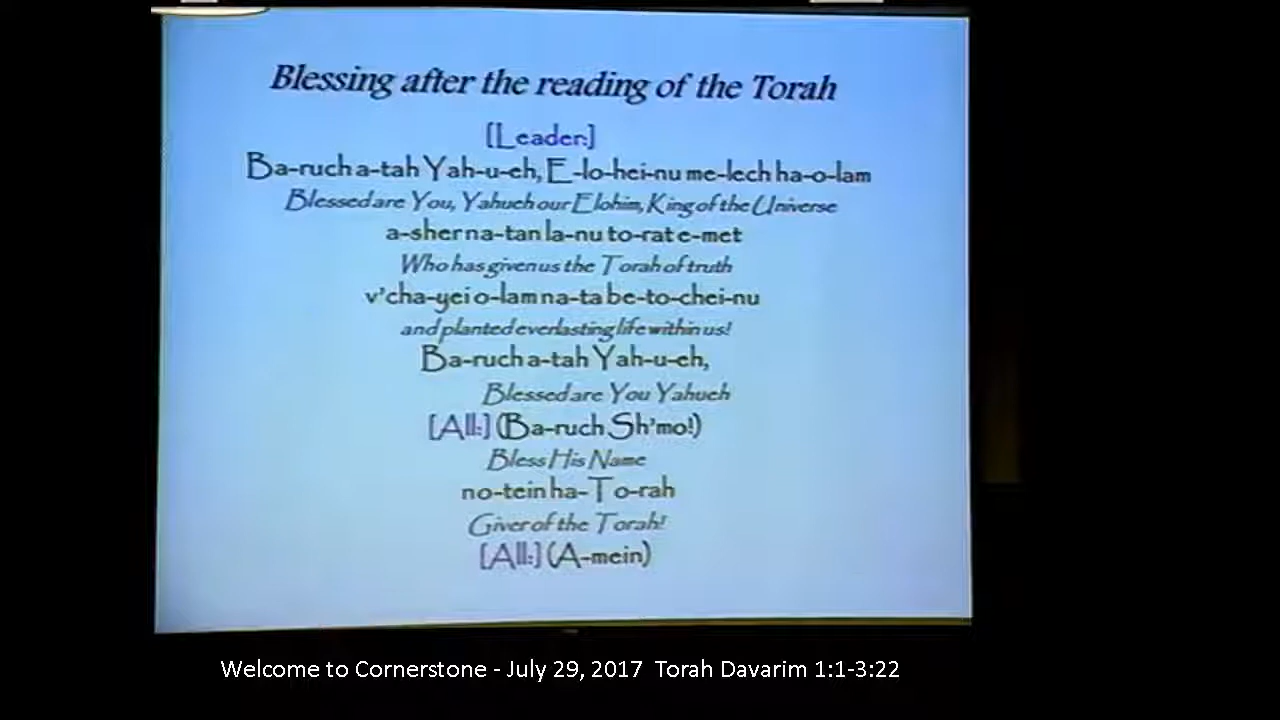 Blessing after the reading of the Torah
[Leader:]
Ba-ruch a-tah Yah-u-eh, E-lo-hei-nu me-lech ha-o-lam
Blessed are You, Yahueh our Elohim, King of the Universe
a-sher na-tan la-nu to-rat e-met
Who has given us the Torah of truth
v'cha-yei o-lam na-ta be-to-chei-nu
and planted everlasting life within us!
Ba-ruch a-tah Yah-u-eh,
Blessed are You Yahueh
[All:] (Ba-ruch Sh'mo!)
Bless His Name
no-tein ha-To-rah
Giver of the Torah!
[All:] (A-mein)
Welcome to Cornerstone - July 29, 2017 Torah Davarim 1:1-3:22